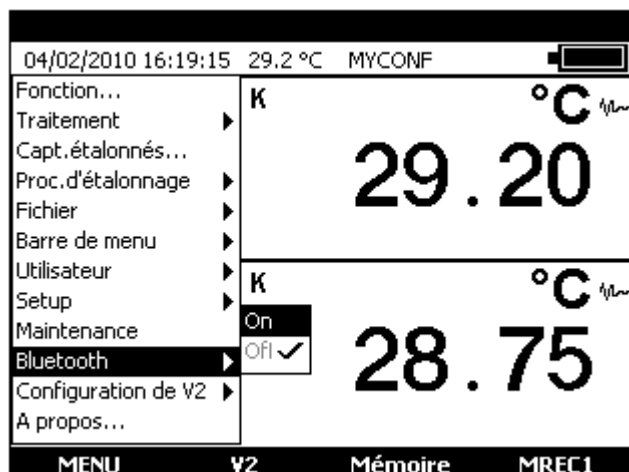 04/02/2010 16:19:15 29.2 °C MYCONF
Fonction...
Traitement
Capt.étalonnés...
Proc.d'étalonnage
Fichier
Barre de menu
Utilisateur
Setup
Maintenance
Bluetooth
Configuration de V2
A propos...
K
°C
29.20
K
°C
On
Off
28.75
MENU V2 Mémoire MREC1